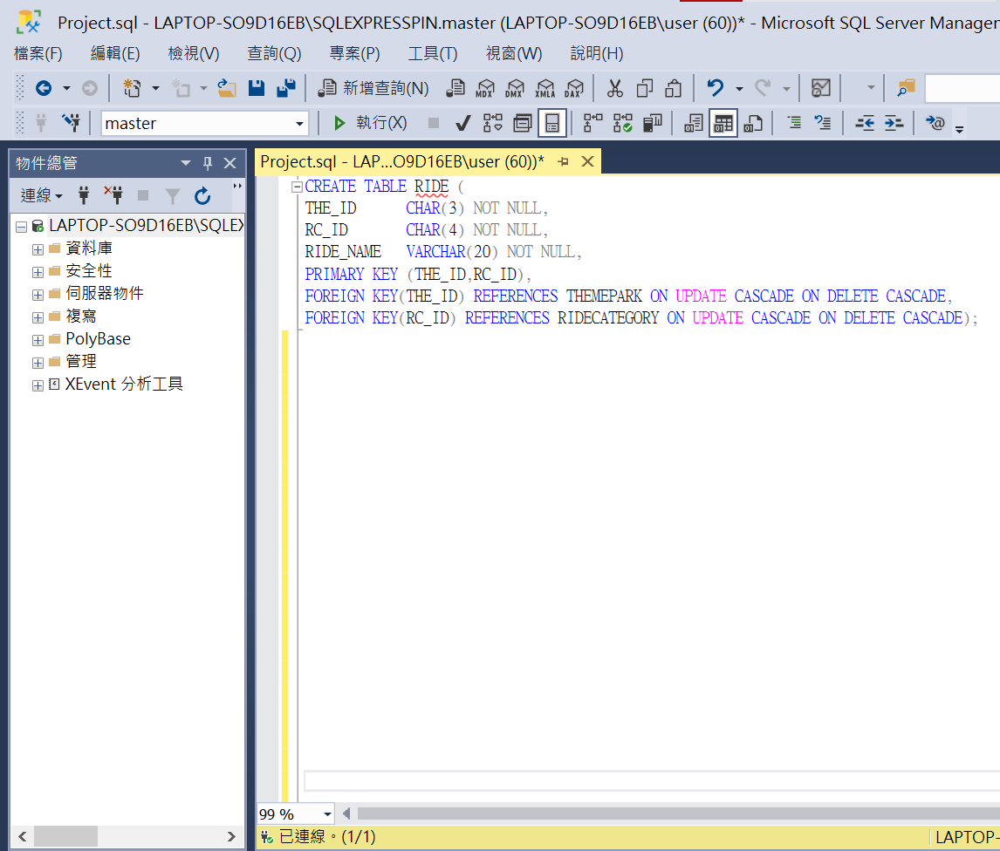 Project.sql - LAPTOP-SO9D16EB\SQLEXPRESSPIN.master (LAPTOP-SO9D16EB\user (60))* - Microsoft SQL Server Manager
檔案(F) 編輯(E) 檢視(V) 查詢(Q) 專案(P) 工具(T) 視窗(W) 說明(H)
新增查詢(N) MDX DMX XMLA DAX
master 執行(X)
物件總管
Project.sql - LAP...O9D16EB\user (60))*
連線
LAPTOP-SO9D16EB\SQLEX
資料庫
安全性
伺服器物件
複寫
PolyBase
管理
XEvent 分析工具
CREATE TABLE RIDE (
THE_ID CHAR(3) NOT NULL,
RC_ID CHAR(4) NOT NULL,
RIDE_NAME VARCHAR(20) NOT NULL,
PRIMARY KEY (THE_ID,RC_ID),
FOREIGN KEY(THE_ID) REFERENCES THEMEPARK ON UPDATE CASCADE ON DELETE CASCADE,
FOREIGN KEY(RC_ID) REFERENCES RIDECATEGORY ON UPDATE CASCADE ON DELETE CASCADE);
99 %
已連線。(1/1) LAPTOP-